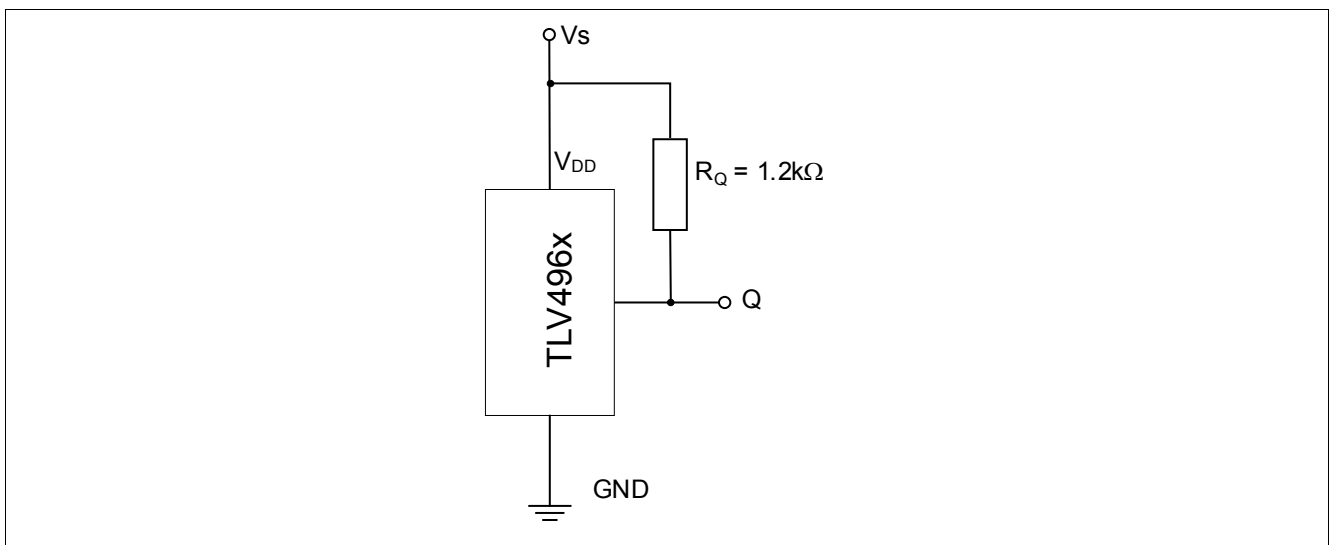 Vs
VDD
RQ = 1.2kΩ
TLV496x
Q
GND